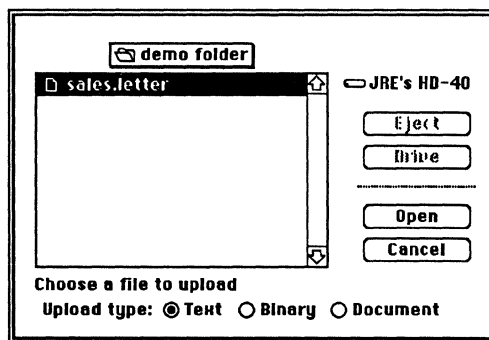 demo folder
sales.letter
JRE's HD-40
Eject
Drive
Open
Cancel
Choose a file to upload
Upload type: Text Binary Document